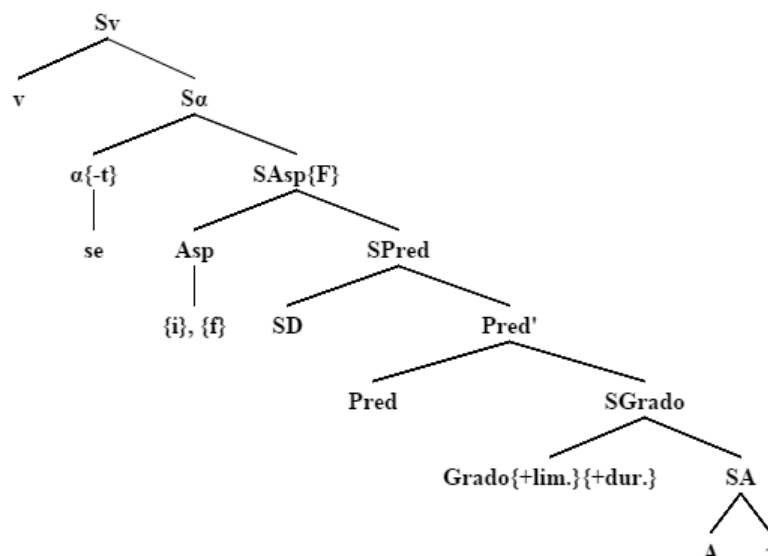 Sv
v Sα
α{-t} SAsp{F}
se Asp SPred
{i}, {f} SD Pred'
Pred SGrado
Grado{+lim.}{+dur.} SA
A